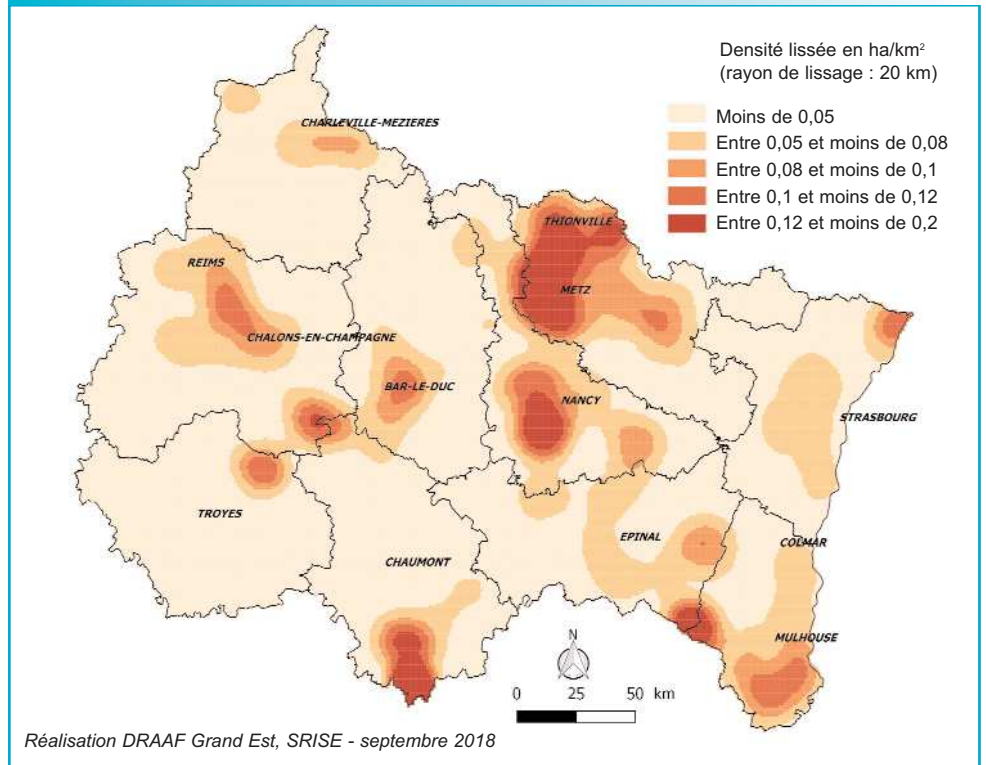 Densité lissée en ha/km²
(rayon de lissage : 20 km)
Moins de 0,05
Entre 0,05 et moins de 0,08
Entre 0,08 et moins de 0,1
Entre 0,1 et moins de 0,12
Entre 0,12 et moins de 0,2
CHARLEVILLE-MEZIERES
THIONVILLE
REIMS
METZ
CHALONS-EN-CHAMPAGNE
BAR-LE-DUC
NANCY
STRASBOURG
TROYES
EPINAL
COLMAR
CHAUMONT
MULHOUSE
N
0 25 50 km
Réalisation DRAAF Grand Est, SRISE - septembre 2018